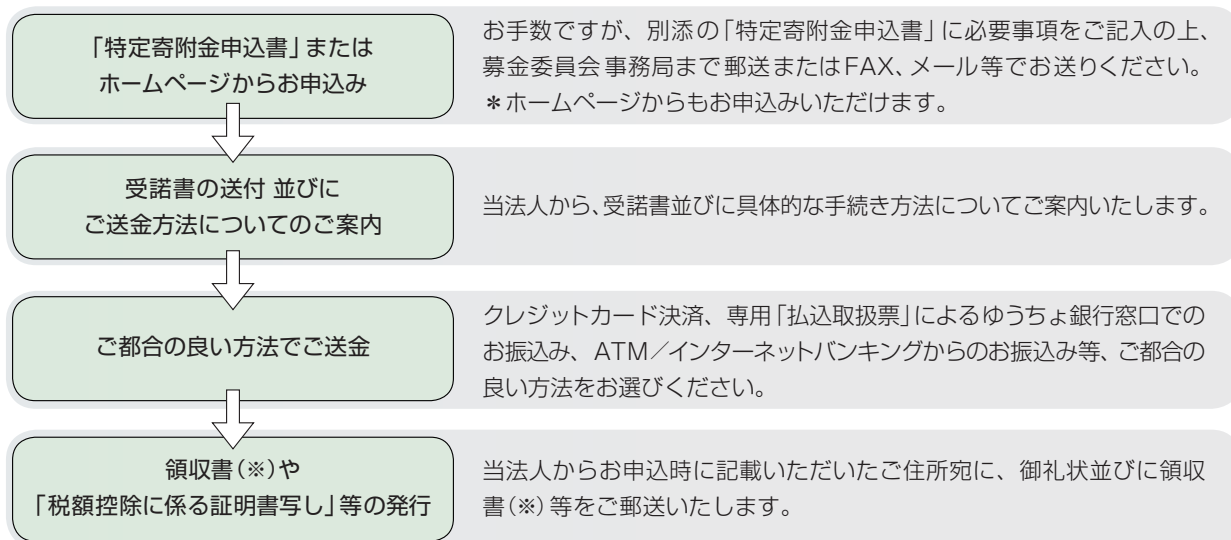 「特定寄附金申込書」または
ホームページからお申込み
お手数ですが、別添の「特定寄附金申込書」に必要事項をご記入の上、
募金委員会 事務局まで 郵送またはFAX、メール等でお送りください。
＊ホームページからもお申込みいただけます。
受諾書の送付 並びに
ご送金方法についてのご案内
当法人から、受諾書並びに具体的な手続き方法についてご案内いたします。
ご都合の良い方法でご送金
クレジットカード決済、専用「払込取扱票」によるゆうちょ銀行窓口での
お振込み、ATM／インターネットバンキングからのお振込み等、ご都合の
良い方法をお選びください。
領収書(※)や
「税額控除に係る証明書写し」等の発行
当法人からお申込時に記載いただいたご住所宛に、御礼状並びに領収
書(※)等をご郵送いたします。